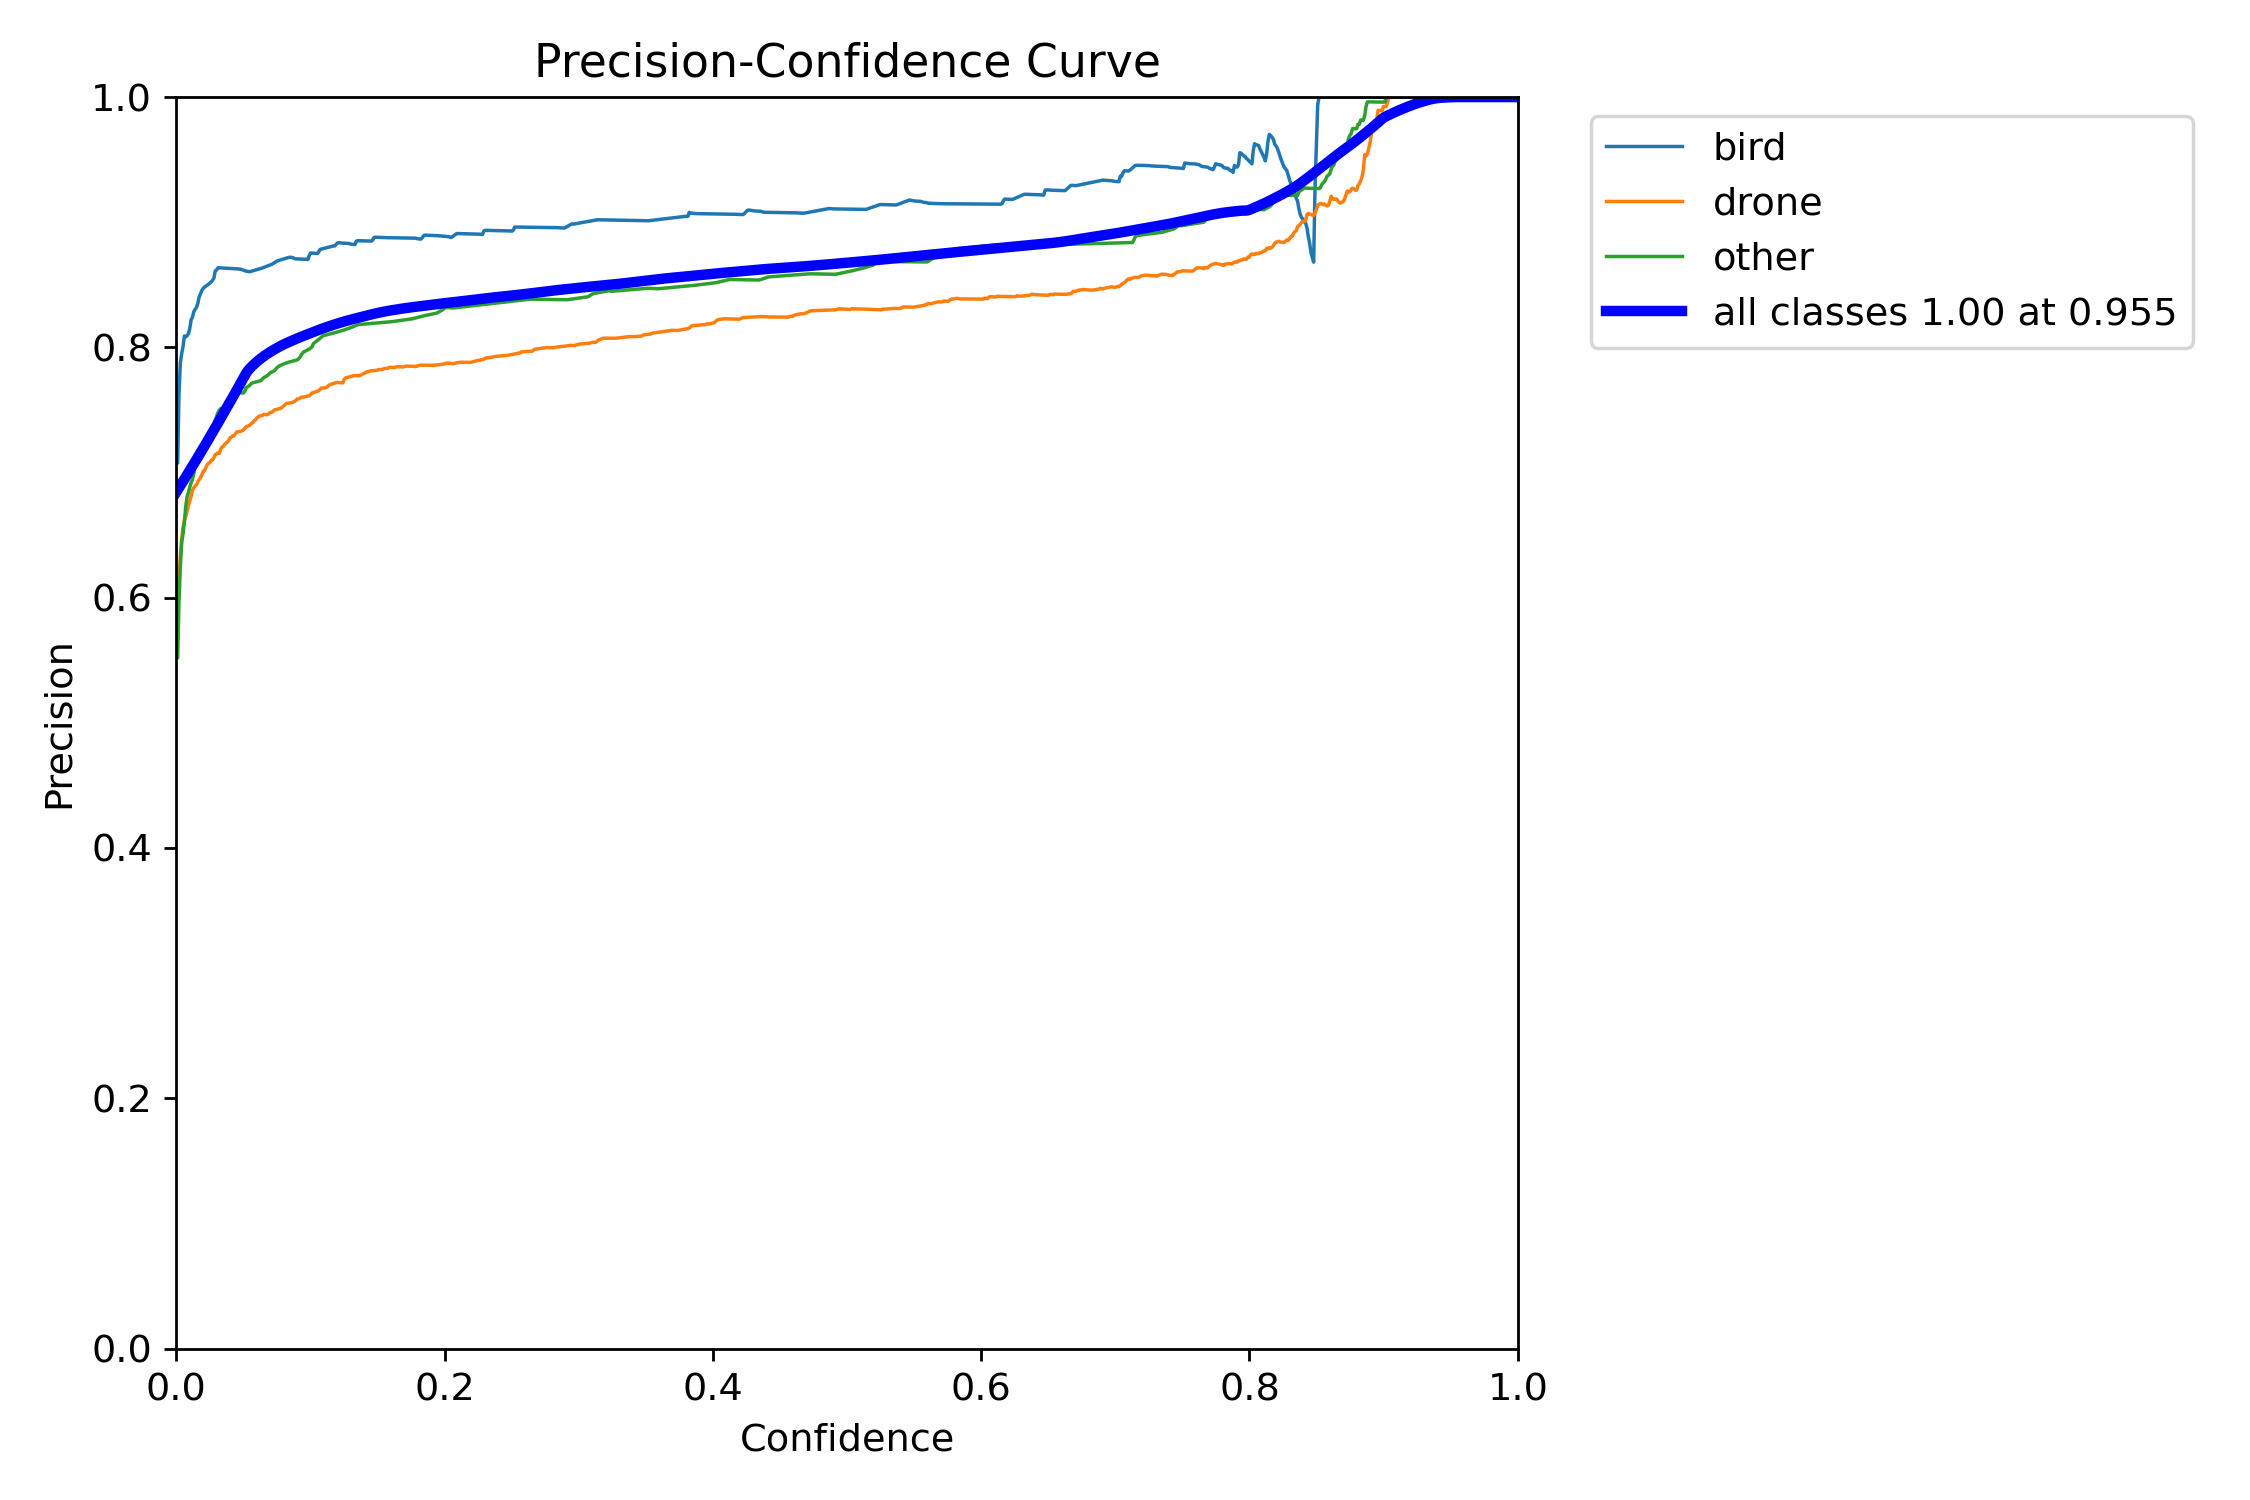 Precision-Confidence Curve
1.0
0.8
0.6
0.4
0.2
0.0
Precision
0.0 0.2 0.4 0.6 0.8 1.0
Confidence
bird
drone
other
all classes 1.00 at 0.955